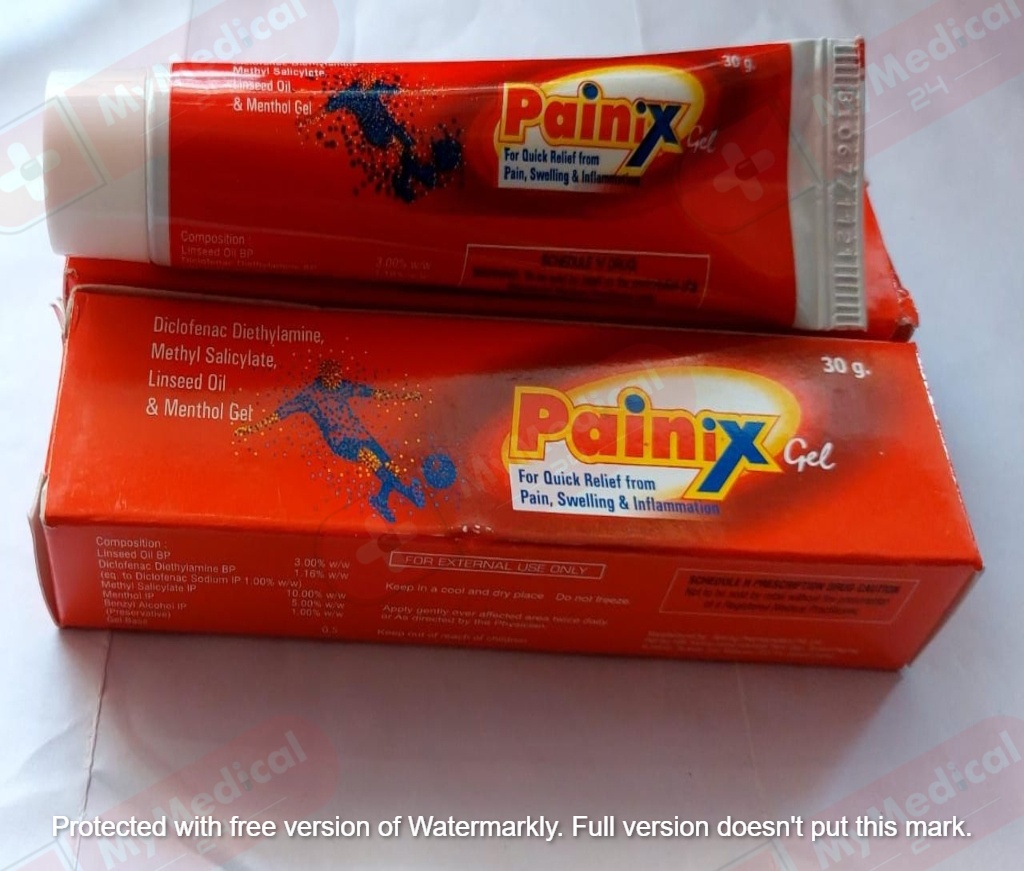 Methyl Salicylate,
Linseed Oil
& Menthol Gel
30 g.
Painix Gel
For Quick Relief from
Pain, Swelling & Inflammation
Composition :
Linseed Oil BP 3.00% w/w
SCHEDULE H DRUG
Diclofenac Diethylamine,
Methyl Salicylate,
Linseed Oil
& Menthol Gel
30 g.
Painix Gel
For Quick Relief from
Pain, Swelling & Inflammation
Composition :
Linseed Oil BP 3.00% w/w
Diclofenac Diethylamine BP 1.16% w/w
(eq. to Diclofenac Sodium IP 1.00% w/w)
Methyl Salicylate IP 10.00% w/w
Menthol IP 5.00% w/w
Benzyl Alcohol IP 1.00% w/w
(Preservative)
Gel Base
FOR EXTERNAL USE ONLY
Keep in a cool and dry place. Do not freeze.
Apply gently over affected area twice daily
or As directed by the Physician.
Keep out of reach of children.
SCHEDULE H PRESCRIPTION DRUG-CAUTION
Not to be sold by retail without the prescription
of a Registered Medical
MyMedical
24
Protected with free version of Watermarkly. Full version doesn't put this mark.